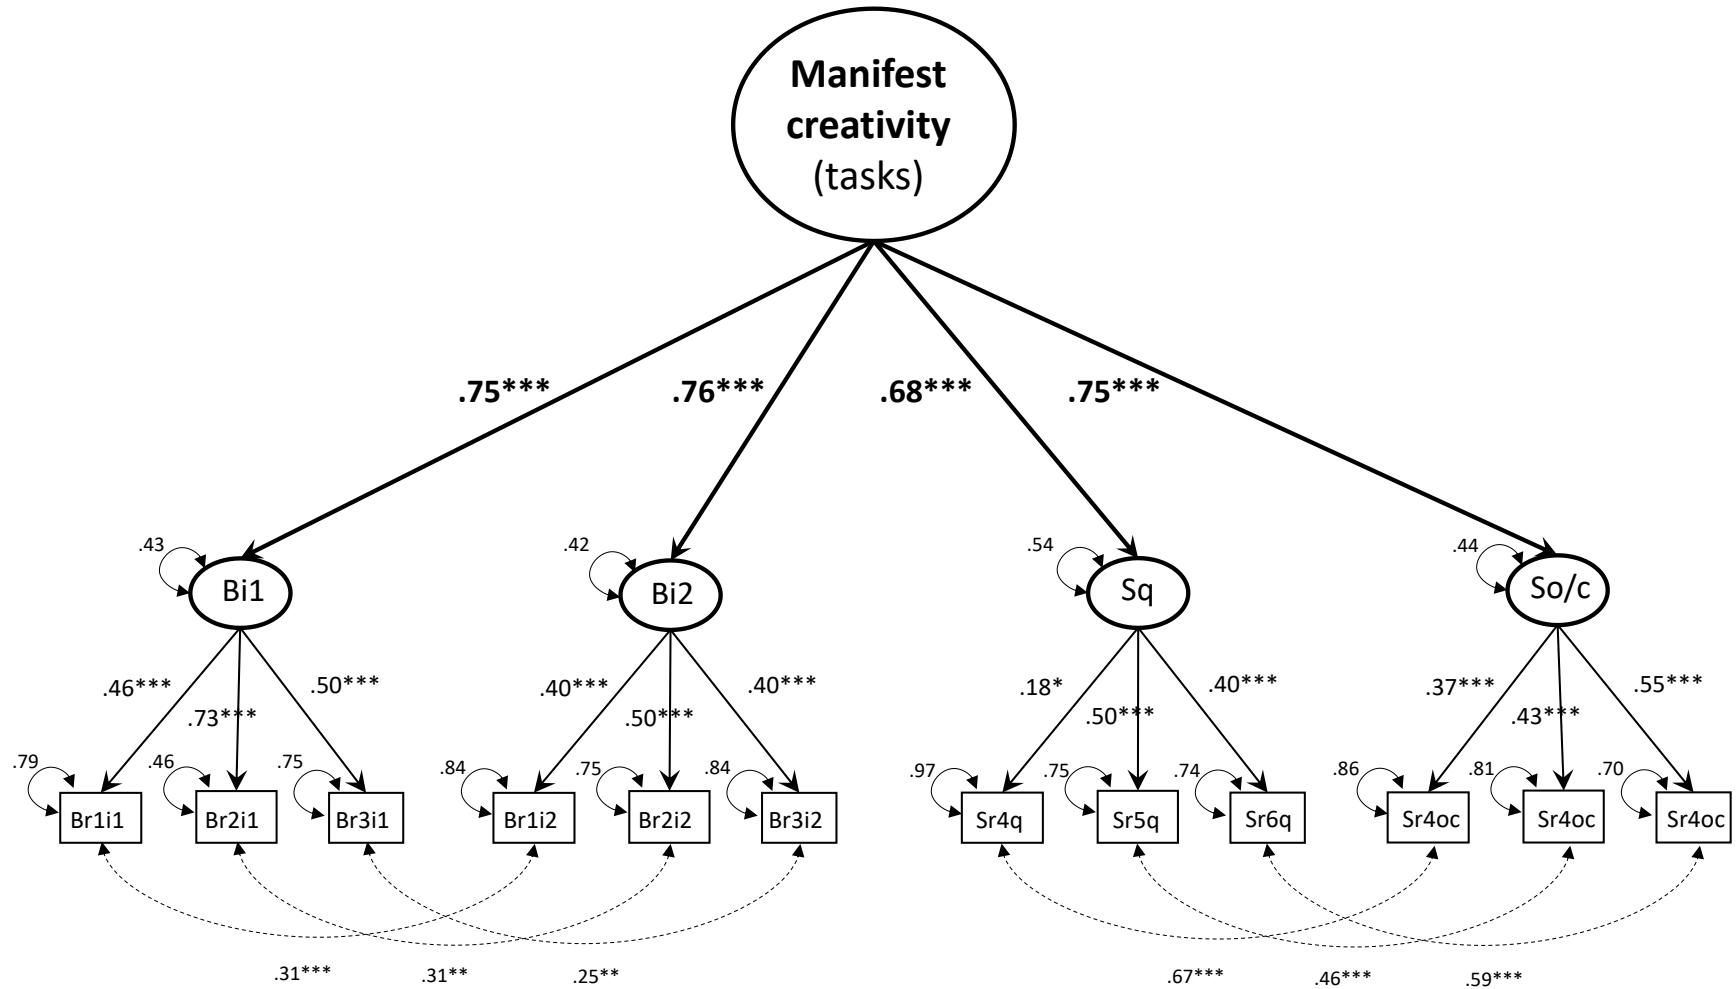 Manifest
creativity
(tasks)
.75*** .76*** .68*** .75***
.43 .42 .54 .44
Bi1 Bi2 Sq So/c
.46*** .73*** .50*** .40*** .50*** .40*** .18* .50*** .40*** .37*** .43*** .55***
.79 .46 .75 .84 .75 .84 .97 .75 .74 .86 .81 .70
Br1i1 Br2i1 Br3i1 Br1i2 Br2i2 Br3i2 Sr4q Sr5q Sr6q Sr4oc Sr4oc Sr4oc
.31*** .31** .25** .67*** .46*** .59***